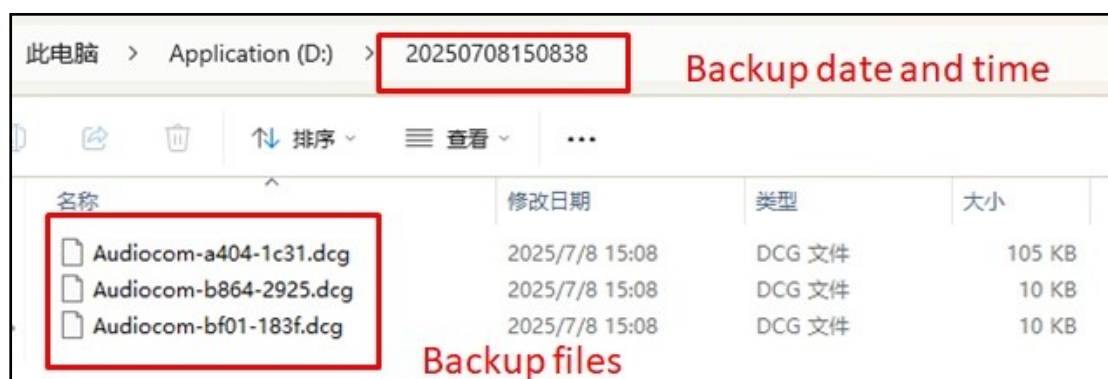 此电脑 > Application (D:) > 20250708150838
Backup date and time
排序 查看 ...
名称 修改日期 类型 大小
Audiocom-a404-1c31.dcg 2025/7/8 15:08 DCG 文件 105 KB
Audiocom-b864-2925.dcg 2025/7/8 15:08 DCG 文件 10 KB
Audiocom-bf01-183f.dcg 2025/7/8 15:08 DCG 文件 10 KB
Backup files